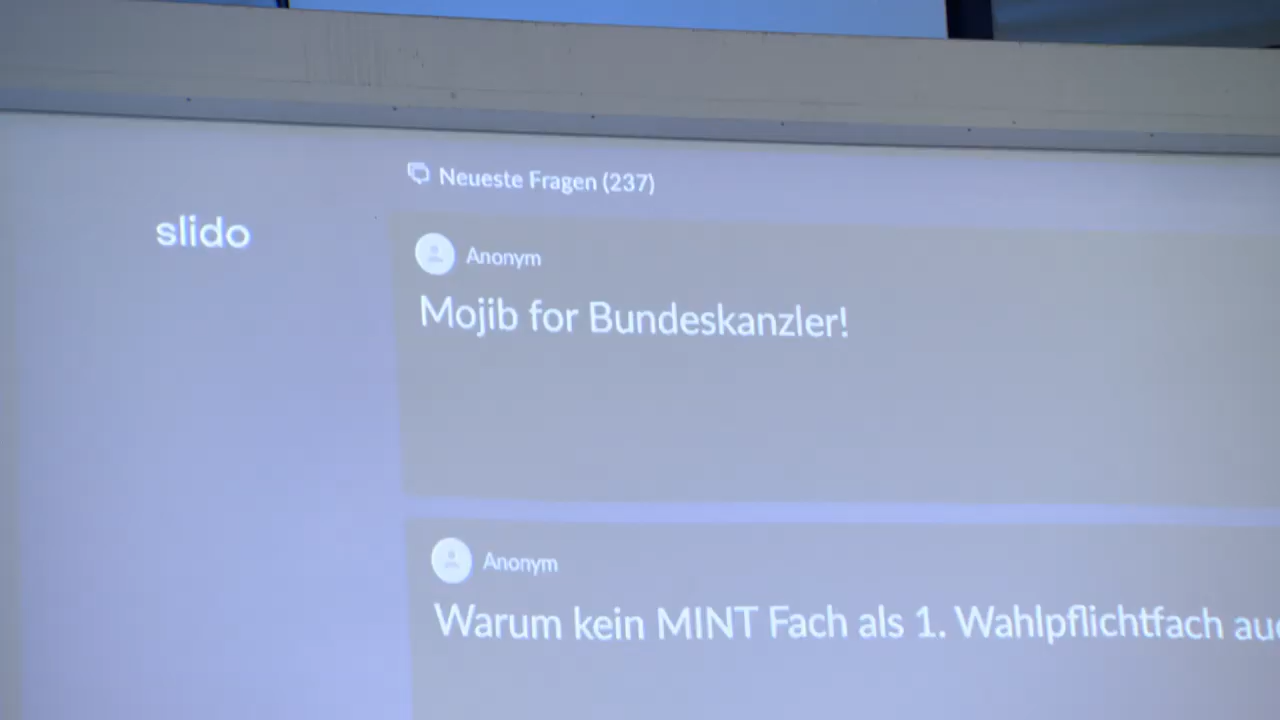 Neueste Fragen (237)
slido
Anonym
Mojib for Bundeskanzler!
Anonym
Warum kein MINT Fach als 1. Wahlpflichtfach